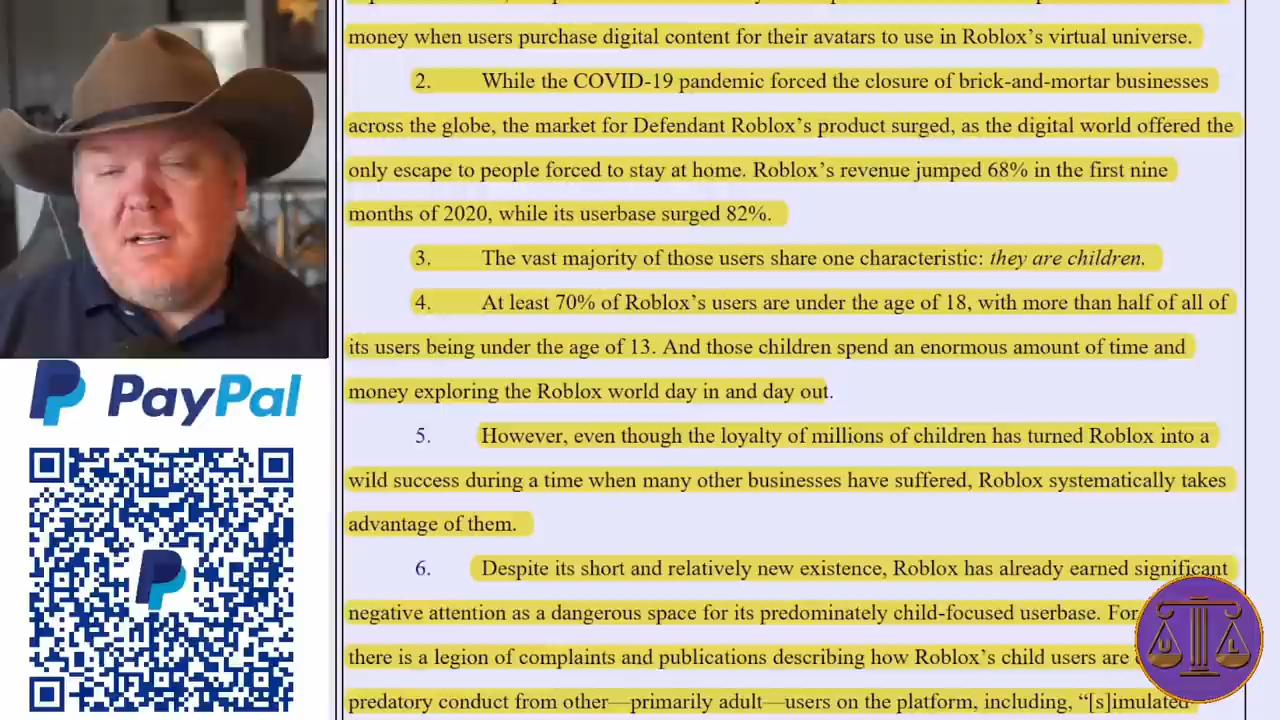 money when users purchase digital content for their avatars to use in Roblox's virtual universe.
2. While the COVID-19 pandemic forced the closure of brick-and-mortar businesses
across the globe, the market for Defendant Roblox's product surged, as the digital world offered the
only escape to people forced to stay at home. Roblox's revenue jumped 68% in the first nine
months of 2020, while its userbase surged 82%.
3. The vast majority of those users share one characteristic: they are children.
4. At least 70% of Roblox's users are under the age of 18, with more than half of all of
its users being under the age of 13. And those children spend an enormous amount of time and
money exploring the Roblox world day in and day out.
5. However, even though the loyalty of millions of children has turned Roblox into a
wild success during a time when many other businesses have suffered, Roblox systematically takes
advantage of them.
6. Despite its short and relatively new existence, Roblox has already earned significant
negative attention as a dangerous space for its predominately child-focused userbase. For
there is a legion of complaints and publications describing how Roblox's child users are
predatory conduct from other—primarily adult—users on the platform, including, “[s]imulated
PayPal
U L